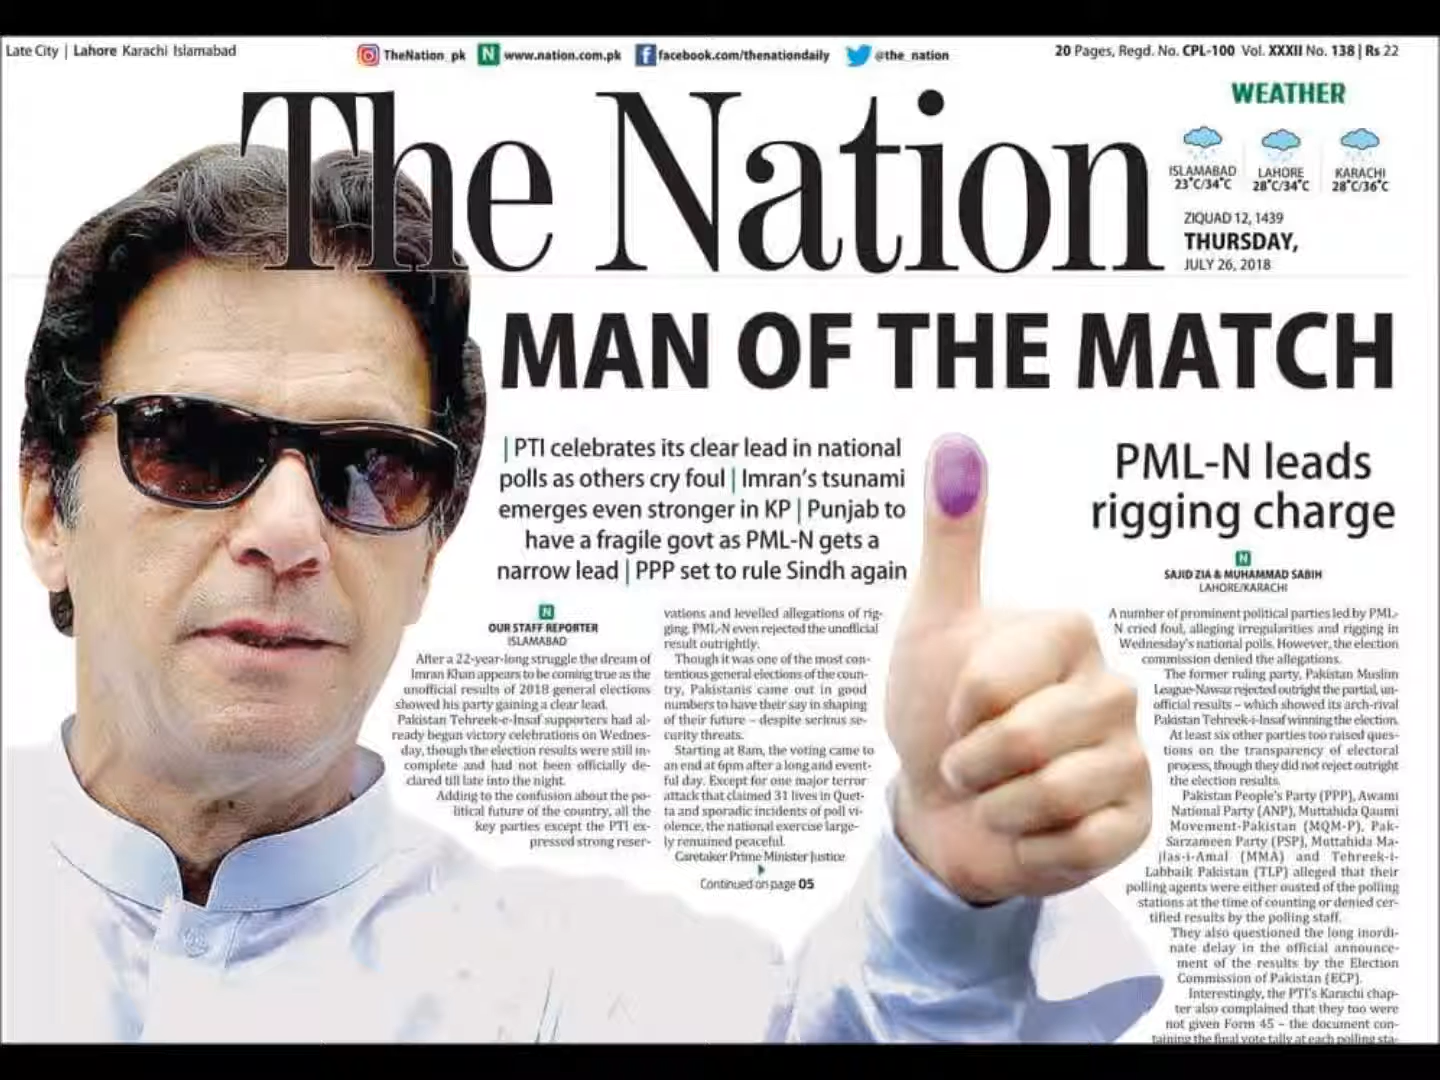 Late City | Lahore Karachi Islamabad
TheNation_pk www.nation.com.pk facebook.com/thenationdaily @the_nation
20 Pages, Regd. No. CPL-100 Vol. XXXII No. 138 | Rs 22
The Nation
WEATHER
ISLAMABAD
23°C/34°C
LAHORE
28°C/34°C
KARACHI
28°C/36°C
ZIQUAD 12, 1439
THURSDAY,
JULY 26, 2018
MAN OF THE MATCH
| PTI celebrates its clear lead in national
polls as others cry foul | Imran's tsunami
emerges even stronger in KP | Punjab to
have a fragile govt as PML-N gets a
narrow lead | PPP set to rule Sindh again
N
OUR STAFF REPORTER
ISLAMABAD
After a 22-year-long struggle the dream of
Imran Khan appears to be coming true as the
unofficial results of 2018 general elections
showed his party gaining a clear lead.
Pakistan Tehreek-e-Insaf supporters had al-
ready begun victory celebrations on Wednes-
day, though the election results were still in-
complete and had not been officially de-
clared till late into the night.
Adding to the confusion about the po-
litical future of the country, all the
key parties except the PTI ex-
pressed strong reser-
vations and levelled allegations of rig-
ging. PML-N even rejected the unofficial
result outrightly.
Though it was one of the most con-
tentious general elections of the coun-
try, Pakistanis came out in good
numbers to have their say in shaping
of their future – despite serious se-
curity threats.
Starting at 8am, the voting came to
an end at 6pm after a long and event-
ful day. Except for one major terror
attack that claimed 31 lives in Quet-
ta and sporadic incidents of poll vi-
olence, the national exercise large-
ly remained peaceful.
Caretaker Prime Minister Justice
Continued on page 05
PML-N leads
rigging charge
N
SAJID ZIA & MUHAMMAD SABIH
LAHORE/KARACHI
A number of prominent political parties led by PML-
N cried foul, alleging irregularities and rigging in
Wednesday's national polls. However, the election
commission denied the allegations.
The former ruling party, Pakistan Muslim
League-Nawaz rejected outright the partial, un-
official results – which showed its arch-rival
Pakistan Tehreek-i-Insaf winning the election.
At least six other parties too raised ques-
tions on the transparency of electoral
process, though they did not reject outright
the election results.
Pakistan People's Party (PPP), Awami
National Party (ANP), Muttahida Qaumi
Movement-Pakistan (MQM-P), Pak-
Sarzameen Party (PSP), Muttahida Ma-
jlas-i-Amal (MMA) and Tehreek-i-
Labbaik Pakistan (TLP) alleged that their
polling agents were either ousted of the polling
stations at the time of counting or denied cer-
tified results by the polling staff.
They also questioned the long inordi-
nate delay in the official announce-
ment of the results by the Election
Commission of Pakistan (ECP).
Interestingly, the PTI's Karachi chap-
ter also complained that they too were
not given Form 45 – the document con-
taining the final vote tally at each polling sta-